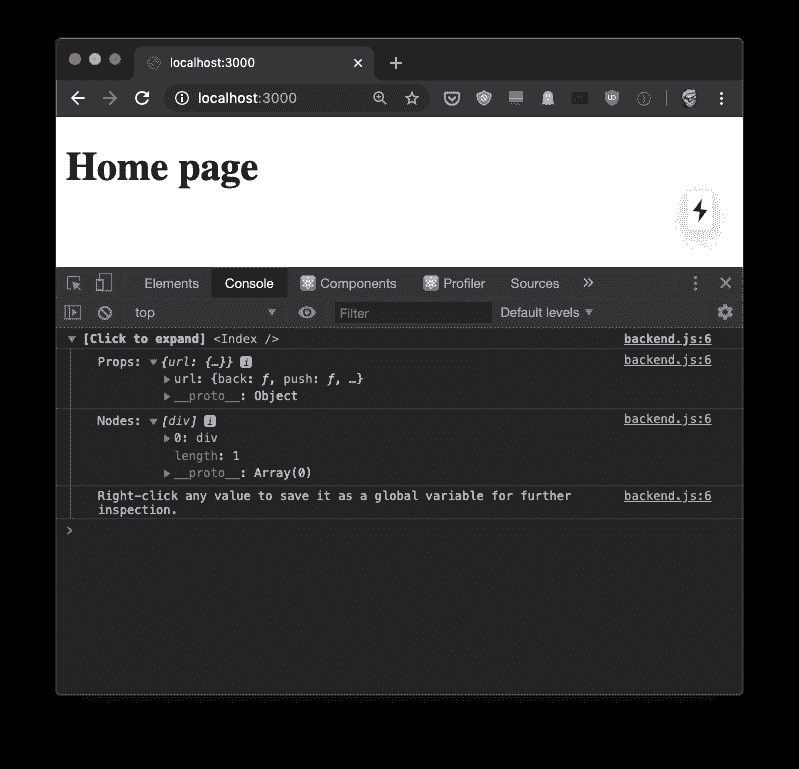 localhost:3000
localhost:3000
UD
Home page
Elements Console Components Profiler Sources
top Filter Default levels
[Click to expand] <Index /> backend.js:6
Props: {url: {…}} i backend.js:6
url: {back: ƒ, push: ƒ, …}
__proto__: Object
Nodes: [div] i backend.js:6
0: div
length: 1
__proto__: Array(0)
Right-click any value to save it as a global variable for further backend.js:6
inspection.